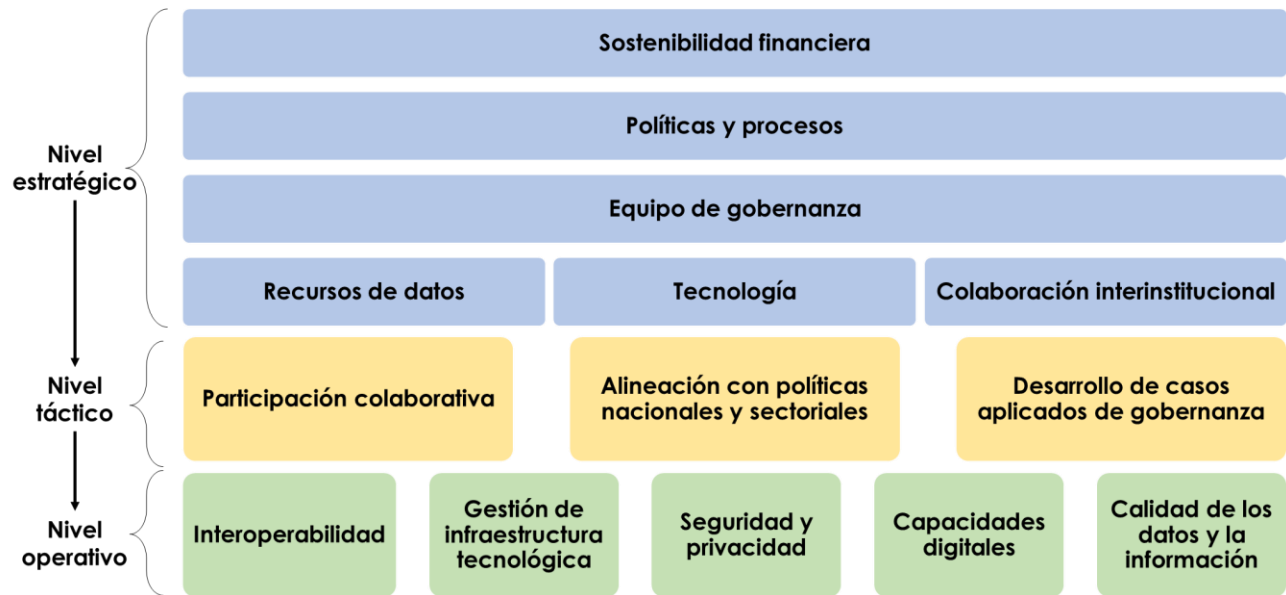 Sostenibilidad financiera
Políticas y procesos
Nivel
estratégico
Equipo de gobernanza
Recursos de datos
Tecnología
Colaboración interinstitucional
Nivel
táctico
Participación colaborativa
Alineación con políticas
nacionales y sectoriales
Desarrollo de casos
aplicados de gobernanza
Nivel
operativo
Interoperabilidad
Gestión de
infraestructura
tecnológica
Seguridad y
privacidad
Capacidades
digitales
Calidad de los
datos y la
información